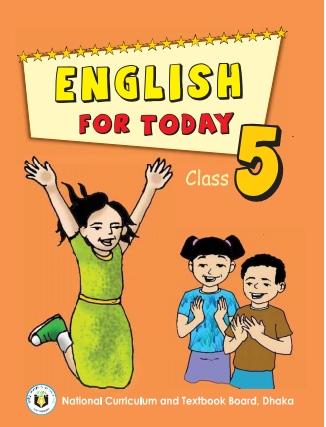 ENGLISH
FOR TODAY
Class 5
National Curriculum and Textbook Board, Dhaka